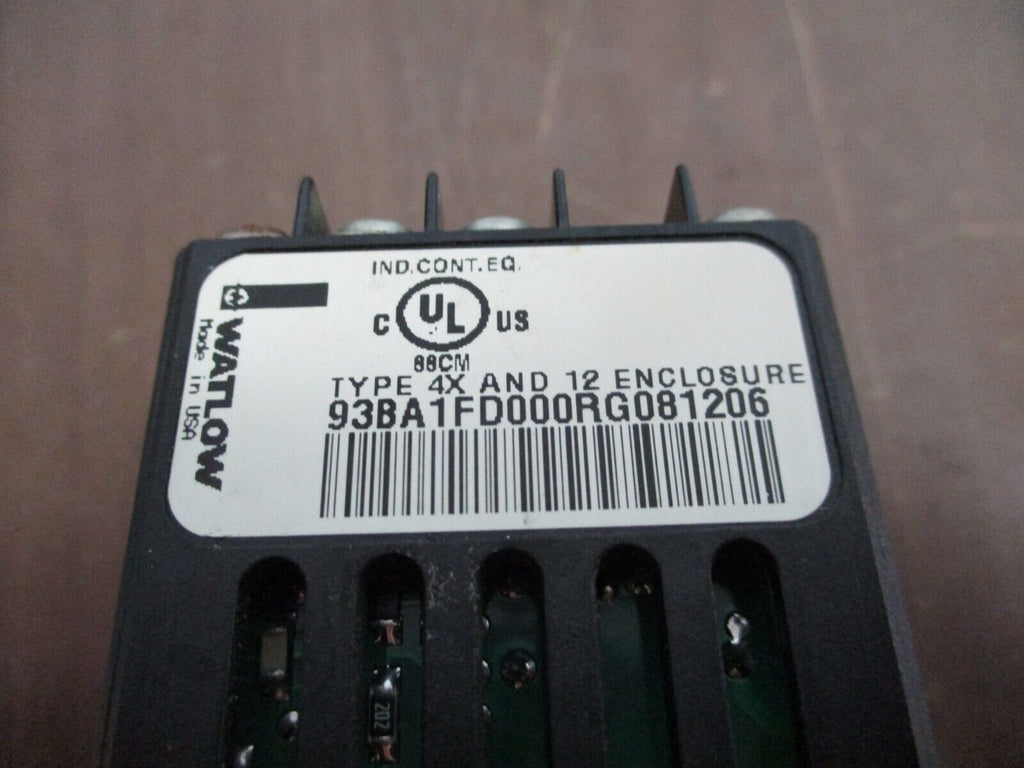 IND.CONT.EQ.
C UL US
88CM
TYPE 4X AND 12 ENCLOSURE
93BA1FD000RG081206
WATLOW
Made in USA
202